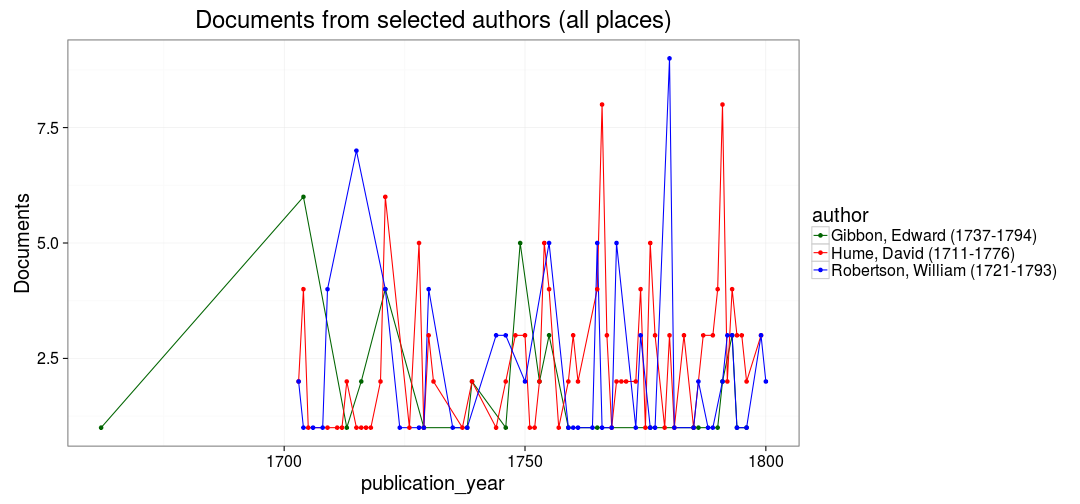 Documents from selected authors (all places)
Documents
7.5
5.0
2.5
1700
1750
1800
publication_year
author
Gibbon, Edward (1737-1794)
Hume, David (1711-1776)
Robertson, William (1721-1793)